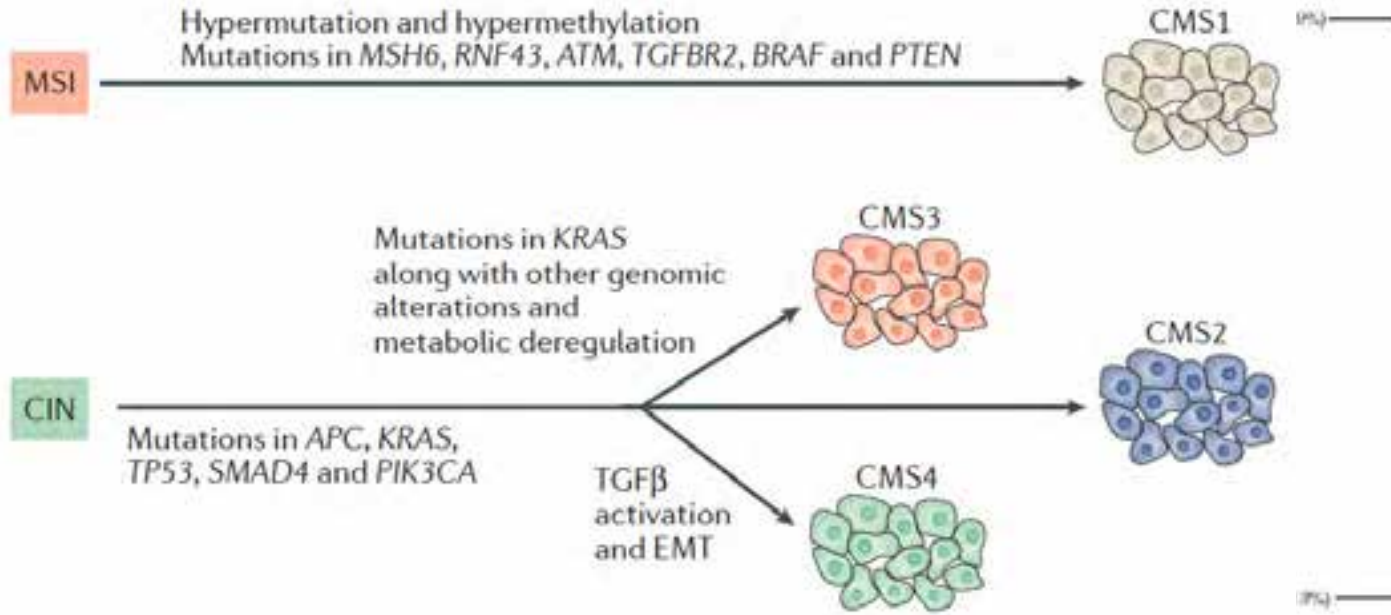 Hypermutation and hypermethylation
Mutations in MSH6, RNF43, ATM, TGFBR2, BRAF and PTEN
MSI
CMS1
CMS3
Mutations in KRAS
along with other genomic
alterations and
metabolic deregulation
CMS2
CIN
Mutations in APC, KRAS,
TP53, SMAD4 and PIK3CA
TGFβ
activation
and EMT
CMS4